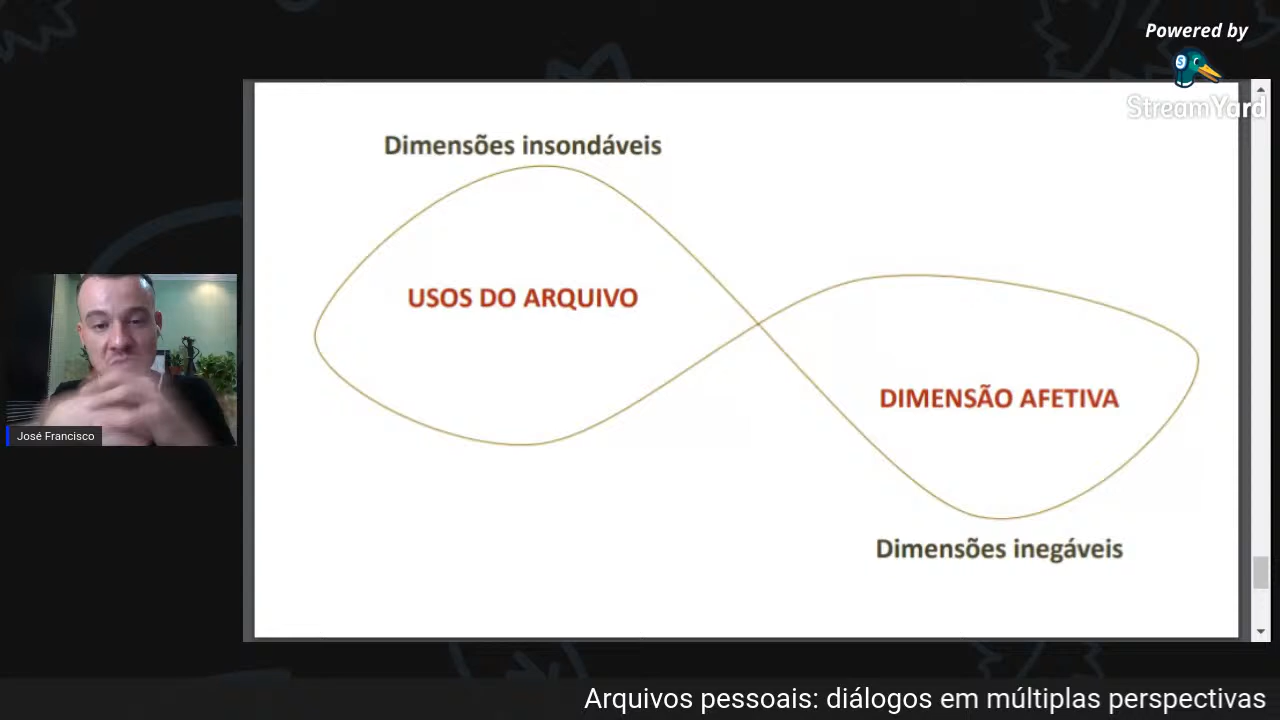 Powered by
StreamYard
Dimensões insondáveis
USOS DO ARQUIVO
DIMENSÃO AFETIVA
José Francisco
Dimensões inegáveis
Arquivos pessoais: diálogos em múltiplas perspectivas